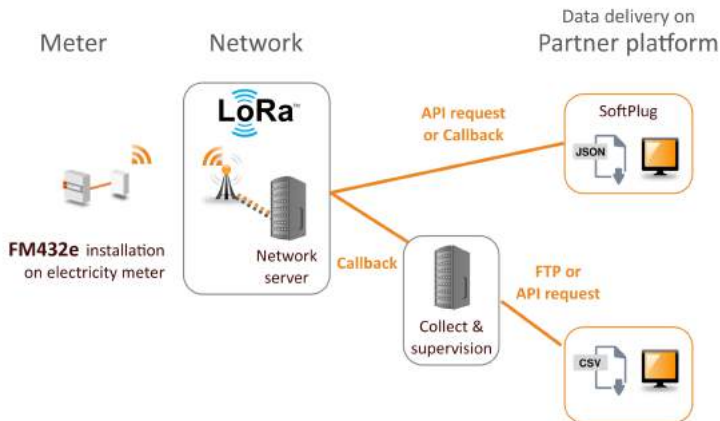 Data delivery on
Meter
Network
Partner platform
LoRa™
API request
or Callback
SoftPlug
JSON
FM432e installation
on electricity meter
Network
server
Callback
FTP or
API request
Collect &
supervision
CSV